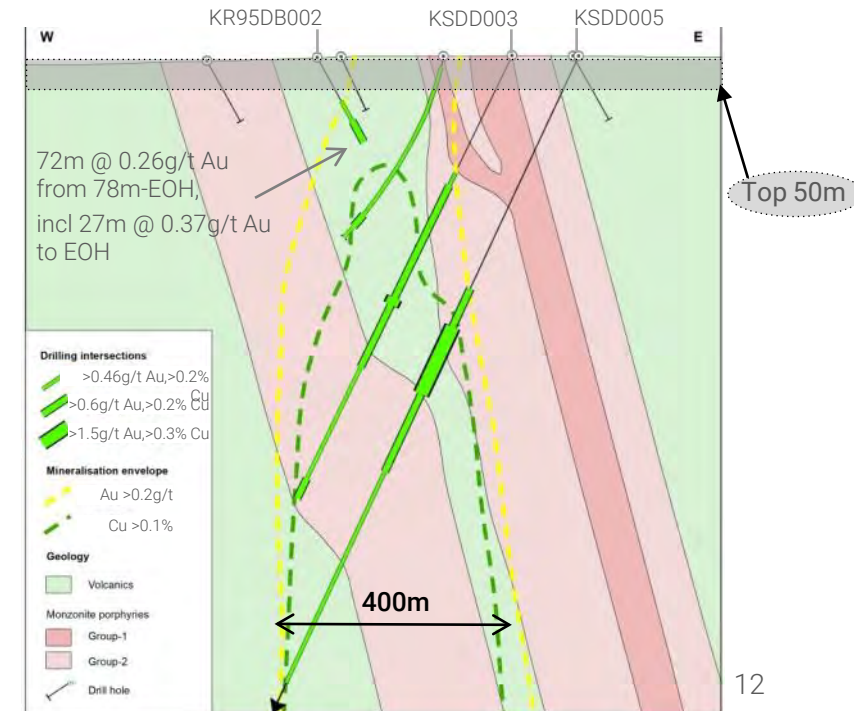 KR95DB002
KSDD003
KSDD005
W
E
72m @ 0.26g/t Au
from 78m-EOH,
incl 27m @ 0.37g/t Au
to EOH
Top 50m
Drilling intersections
>0.46g/t Au,>0.2%
Cu
>0.6g/t Au,>0.2% Cu
>1.5g/t Au,>0.3% Cu
Mineralisation envelope
Au >0.2g/t
Cu >0.1%
Geology
Volcanics
Monzonite porphyries
Group-1
Group-2
Drill hole
400m
12